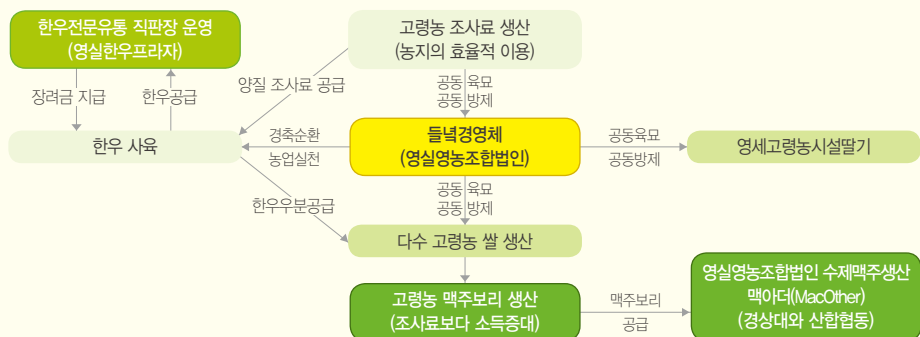 한우전문유통 직판장 운영
(영실한우프라자)
고령농 조사료 생산
(농지의 효율적 이용)
장려금 지급
한우공급
양질 조사료 공급
공동 육묘
공동 방제
한우 사육
경축순환
농업실천
들녘경영체
(영실영농조합법인)
공동육묘
공동방제
영세고령농시설딸기
한우우분공급
공동 육묘
공동 방제
다수 고령농 쌀 생산
고령농 맥주보리 생산
(조사료보다 소득증대)
맥주보리
공급
영실영농조합법인 수제맥주생산
맥아더(MacOther)
(경상대와 산합협동)